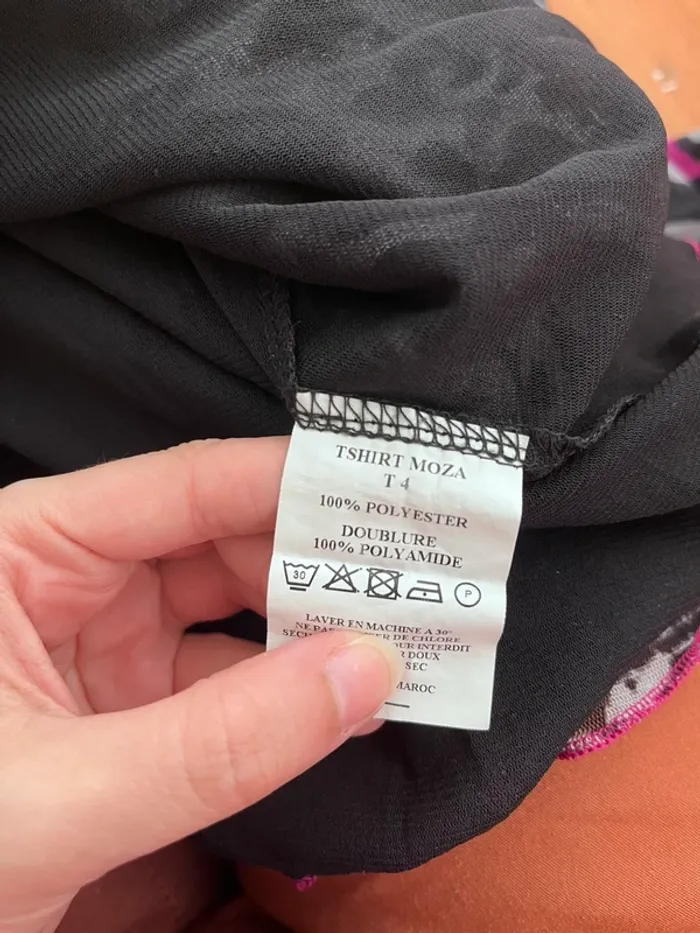 TSHIRT MOZA
T 4
100% POLYESTER
DOUBLURE
100% POLYAMIDE
30
P
LAVER EN MACHINE A 30°
NE DE CHLORE
INTERDIT
DOUX
SEC
MAROC